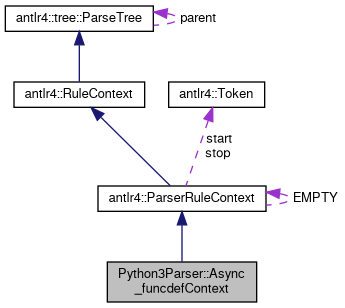 antlr4::tree::ParseTree
parent
antlr4::RuleContext
antlr4::Token
start
stop
antlr4::ParserRuleContext
EMPTY
Python3Parser::Async
_funcdefContext